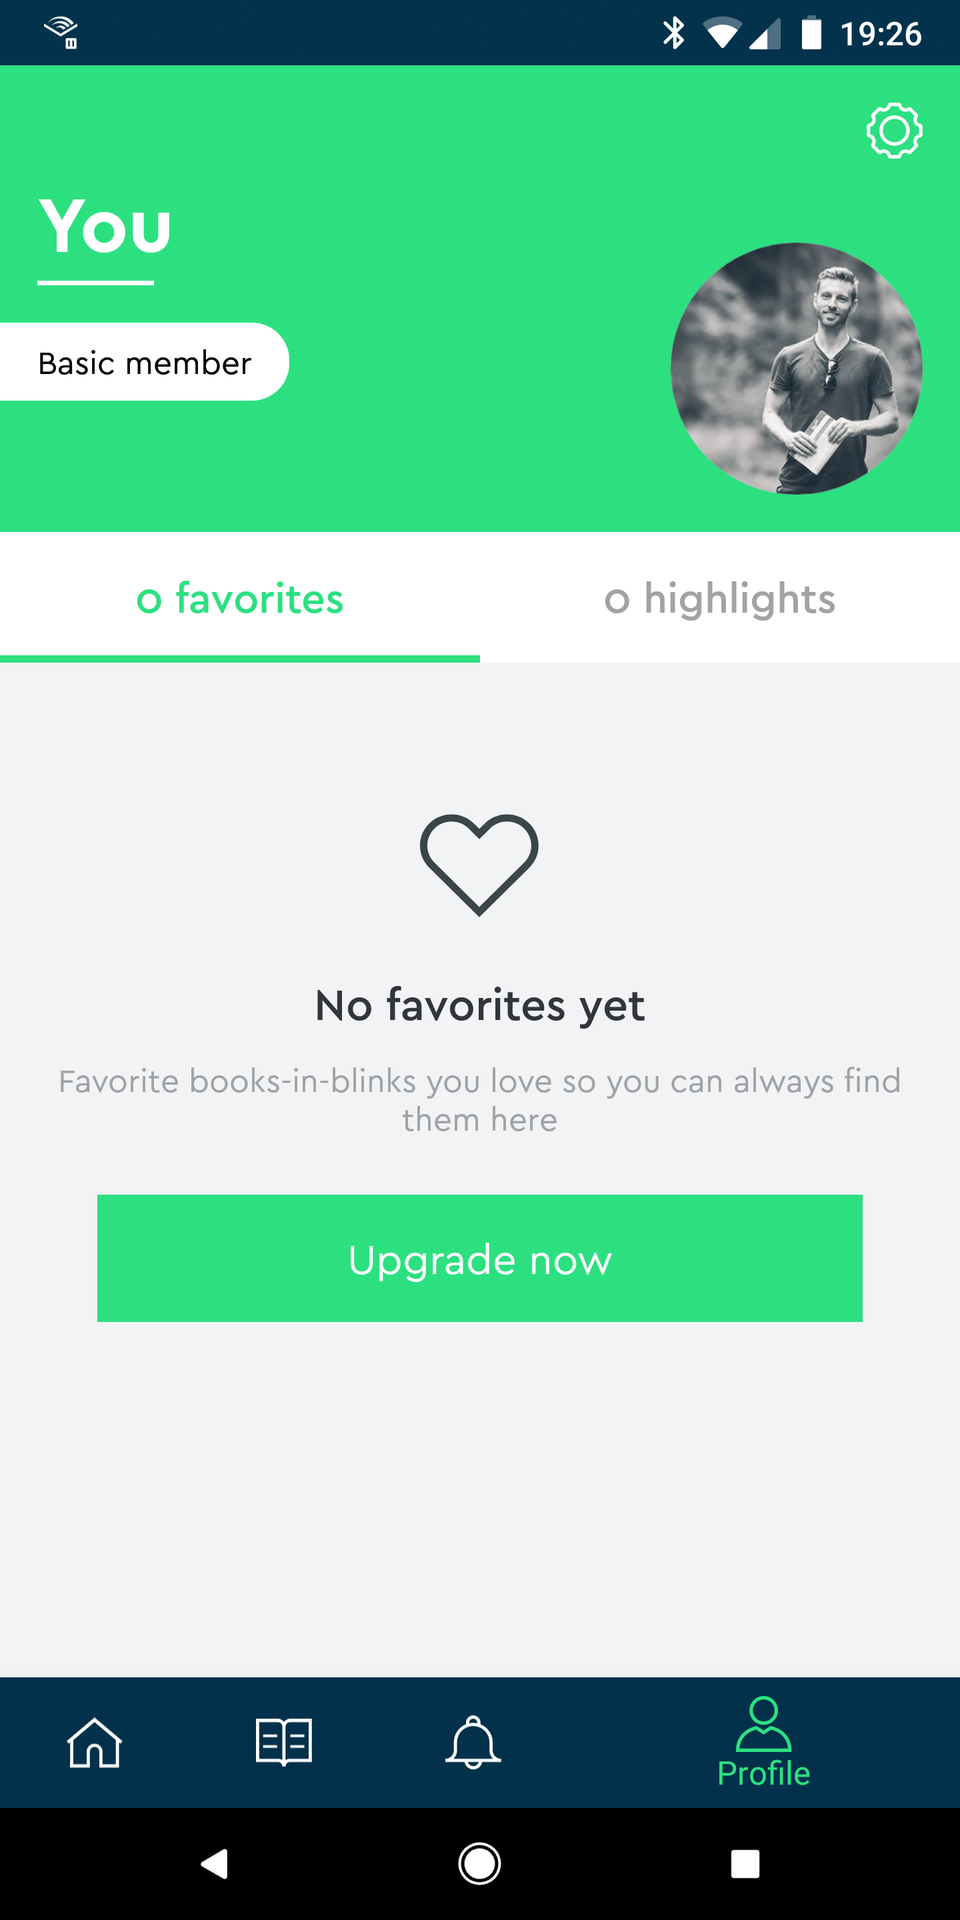 19:26
You
Basic member
0 favorites
0 highlights
No favorites yet
Favorite books-in-blinks you love so you can always find
them here
Upgrade now
Profile